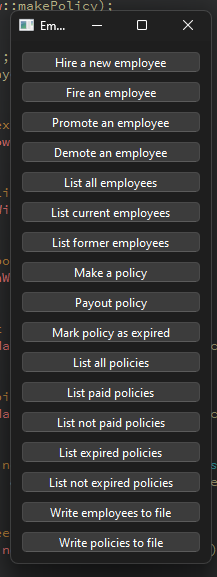 ::makePolicy);
Em...
Hire a new employee
Fire an employee
Promote an employee
Demote an employee
List all employees
List current employees
List former employees
Make a policy
Payout policy
Mark policy as expired
List all policies
List paid policies
List not paid policies
List expired policies
List not expired policies
Write employees to file
Write policies to file